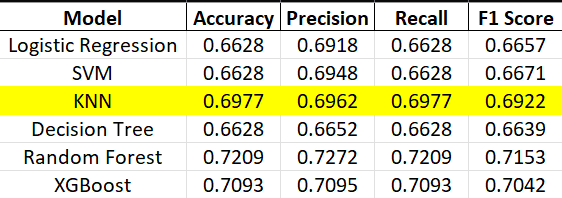 Model Accuracy Precision Recall F1 Score
Logistic Regression 0.6628 0.6918 0.6628 0.6657
SVM 0.6628 0.6948 0.6628 0.6671
KNN 0.6977 0.6962 0.6977 0.6922
Decision Tree 0.6628 0.6652 0.6628 0.6639
Random Forest 0.7209 0.7272 0.7209 0.7153
XGBoost 0.7093 0.7095 0.7093 0.7042